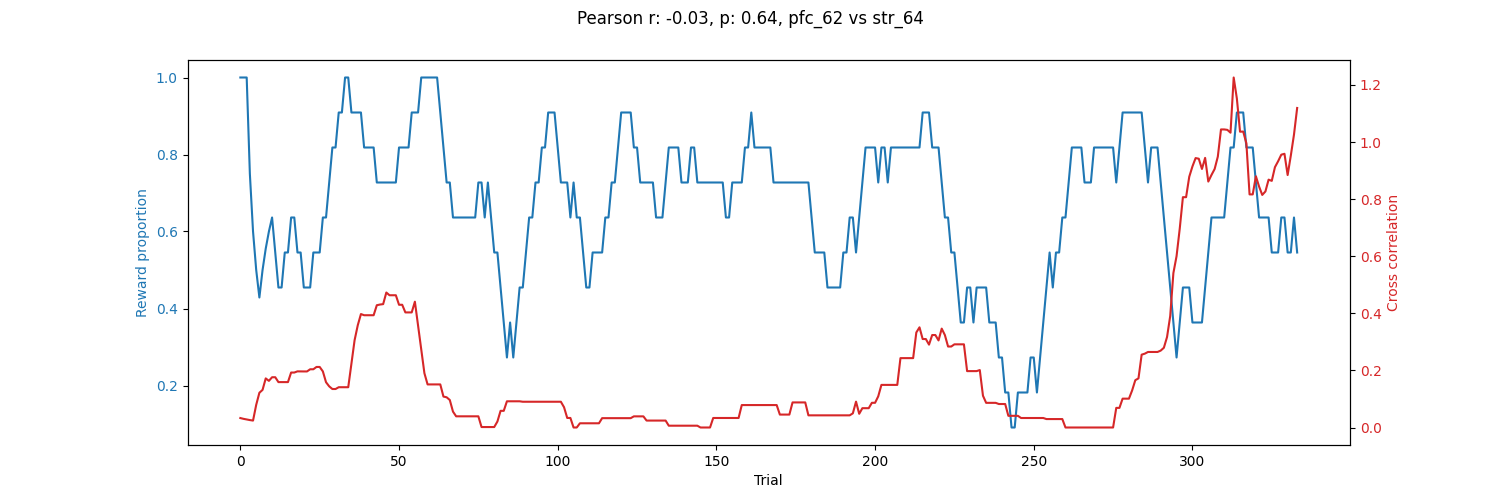 Pearson r: -0.03, p: 0.64, pfc_62 vs str_64
1.0
0.8
0.6
0.4
0.2
Reward proportion
1.2
1.0
0.8
0.6
0.4
0.2
0.0
Cross correlation
0 50 100 150 200 250 300
Trial